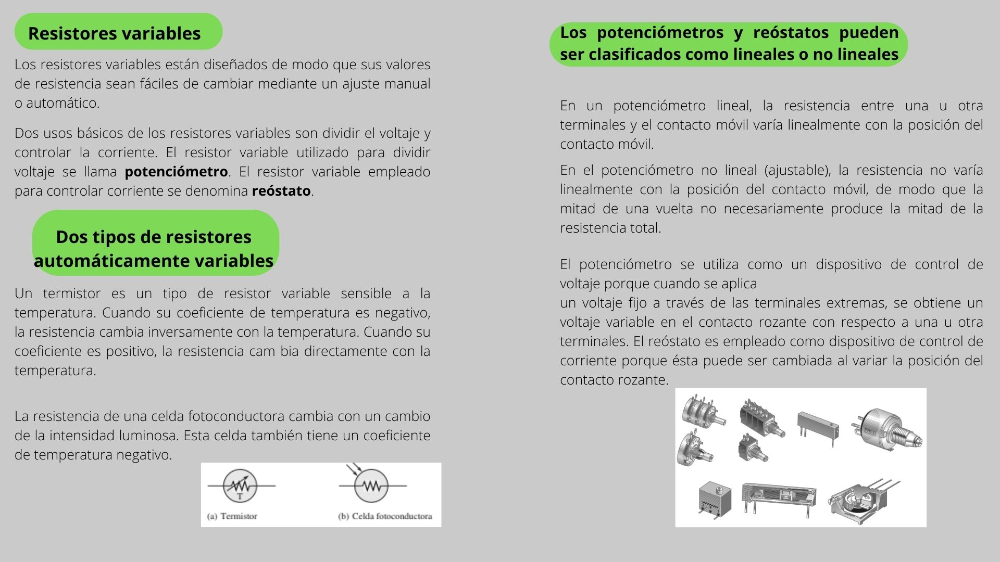 Resistores variables
Los resistores variables están diseñados de modo que sus valores
de resistencia sean fáciles de cambiar mediante un ajuste manual
o automático.
Dos usos básicos de los resistores variables son dividir el voltaje y
controlar la corriente. El resistor variable utilizado para dividir
voltaje se llama potenciómetro. El resistor variable empleado
para controlar corriente se denomina reóstato.
Dos tipos de resistores
automáticamente variables
Un termistor es un tipo de resistor variable sensible a la
temperatura. Cuando su coeficiente de temperatura es negativo,
la resistencia cambia inversamente con la temperatura. Cuando su
coeficiente es positivo, la resistencia cam bia directamente con la
temperatura.
La resistencia de una celda fotoconductora cambia con un cambio
de la intensidad luminosa. Esta celda también tiene un coeficiente
de temperatura negativo.
T
(a) Termistor
(b) Celda fotoconductora
Los potenciómetros y reóstatos pueden
ser clasificados como lineales o no lineales
En un potenciómetro lineal, la resistencia entre una u otra
terminales y el contacto móvil varía linealmente con la posición del
contacto móvil.
En el potenciómetro no lineal (ajustable), la resistencia no varía
linealmente con la posición del contacto móvil, de modo que la
mitad de una vuelta no necesariamente produce la mitad de la
resistencia total.
El potenciómetro se utiliza como un dispositivo de control de
voltaje porque cuando se aplica
un voltaje fijo a través de las terminales extremas, se obtiene un
voltaje variable en el contacto rozante con respecto a una u otra
terminales. El reóstato es empleado como dispositivo de control de
corriente porque ésta puede ser cambiada al variar la posición del
contacto rozante.